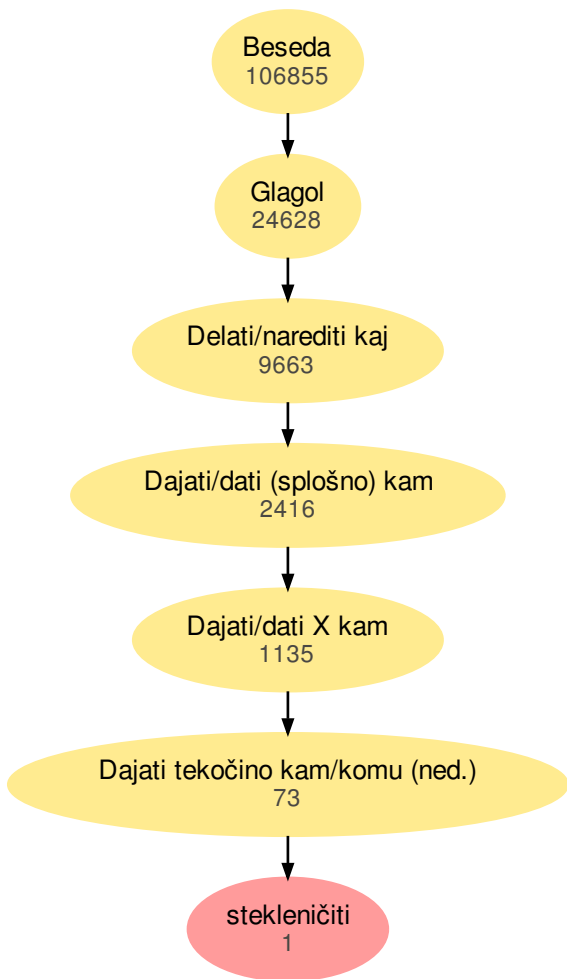 Beseda
106855
Glagol
24628
Delati/narediti kaj
9663
Dajati/dati (splošno) kam
2416
Dajati/dati X kam
1135
Dajati tekočino kam/komu (ned.)
73
stekleničiti
1